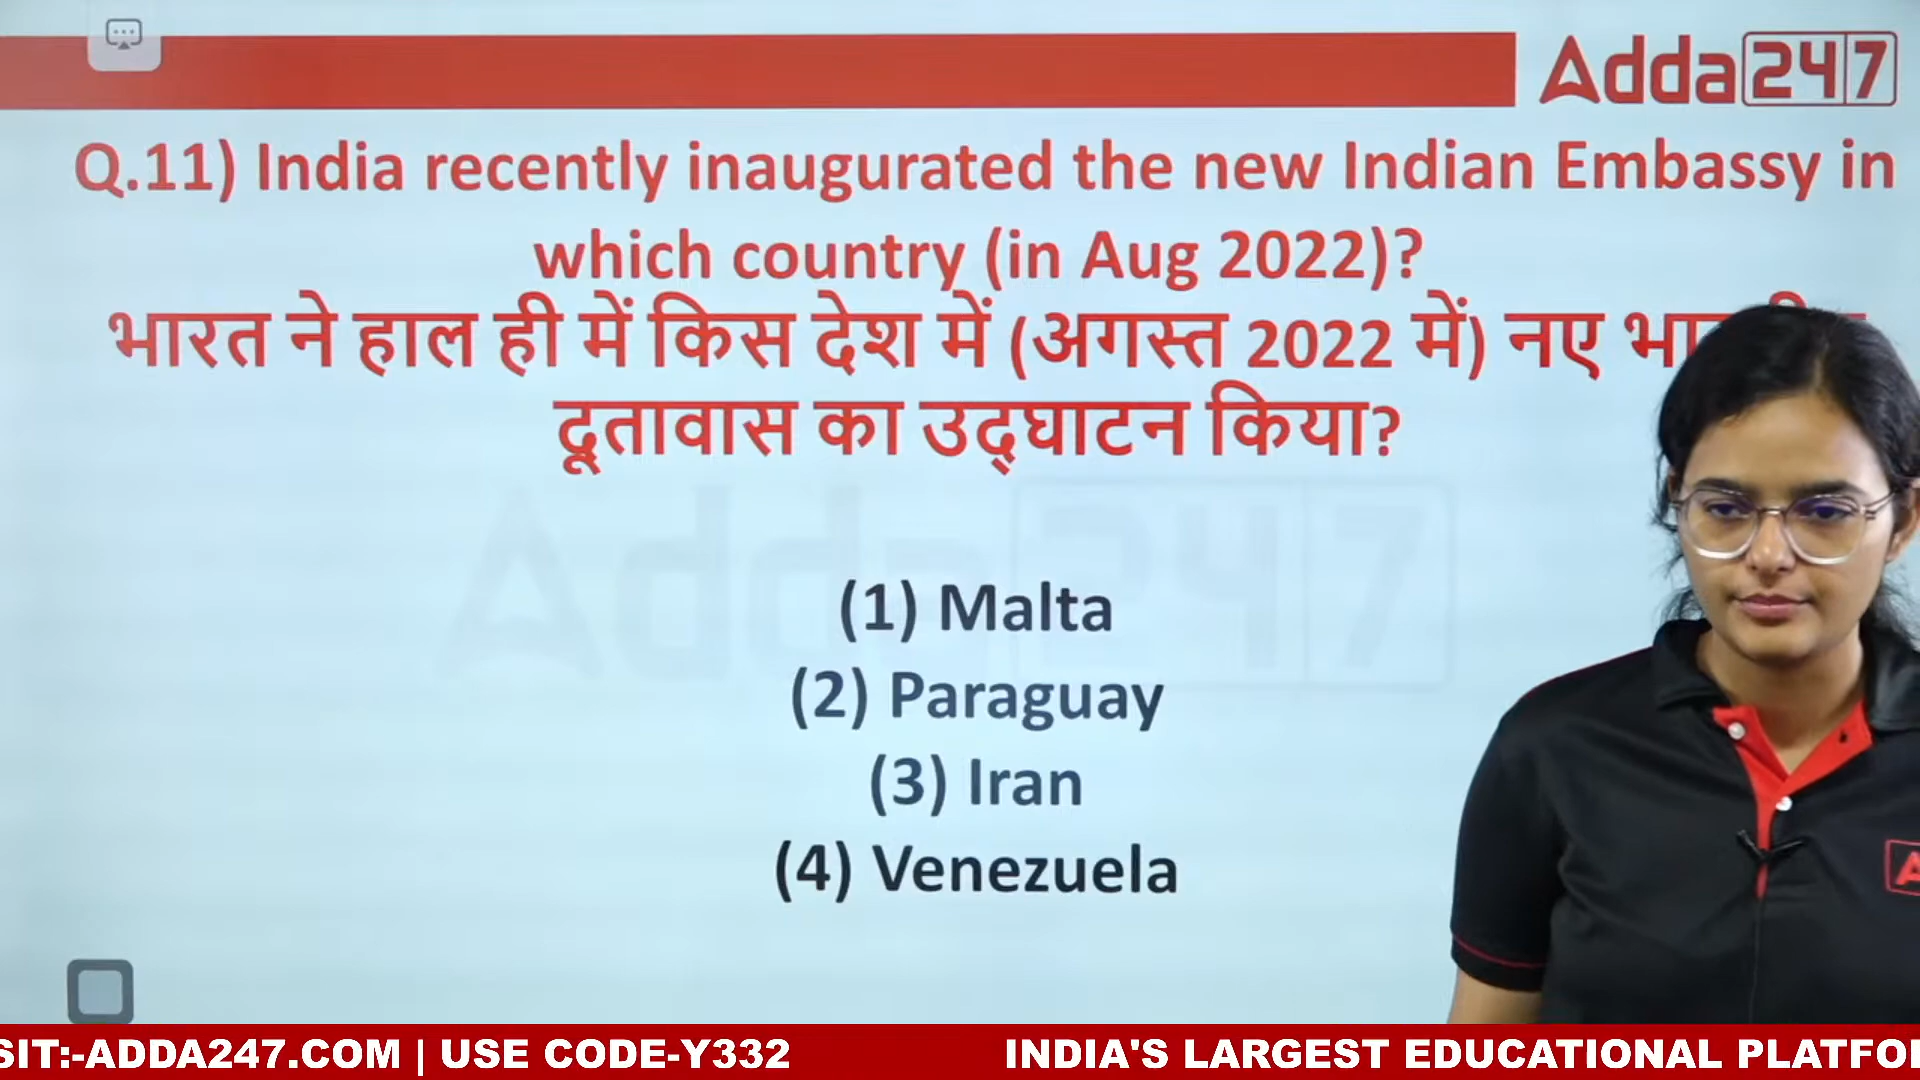 Adda247
Q.11) India recently inaugurated the new Indian Embassy in
which country (in Aug 2022)?
भारत ने हाल ही में किस देश में (अगस्त 2022 में) नए
दूतावास का उद्घाटन किया?
Adda247
(1) Malta
(2) Paraguay
(3) Iran
(4) Venezuela
SIT:-ADDA247.COM | USE CODE-Y332 INDIA'S LARGEST EDUCATIONAL PLATFO